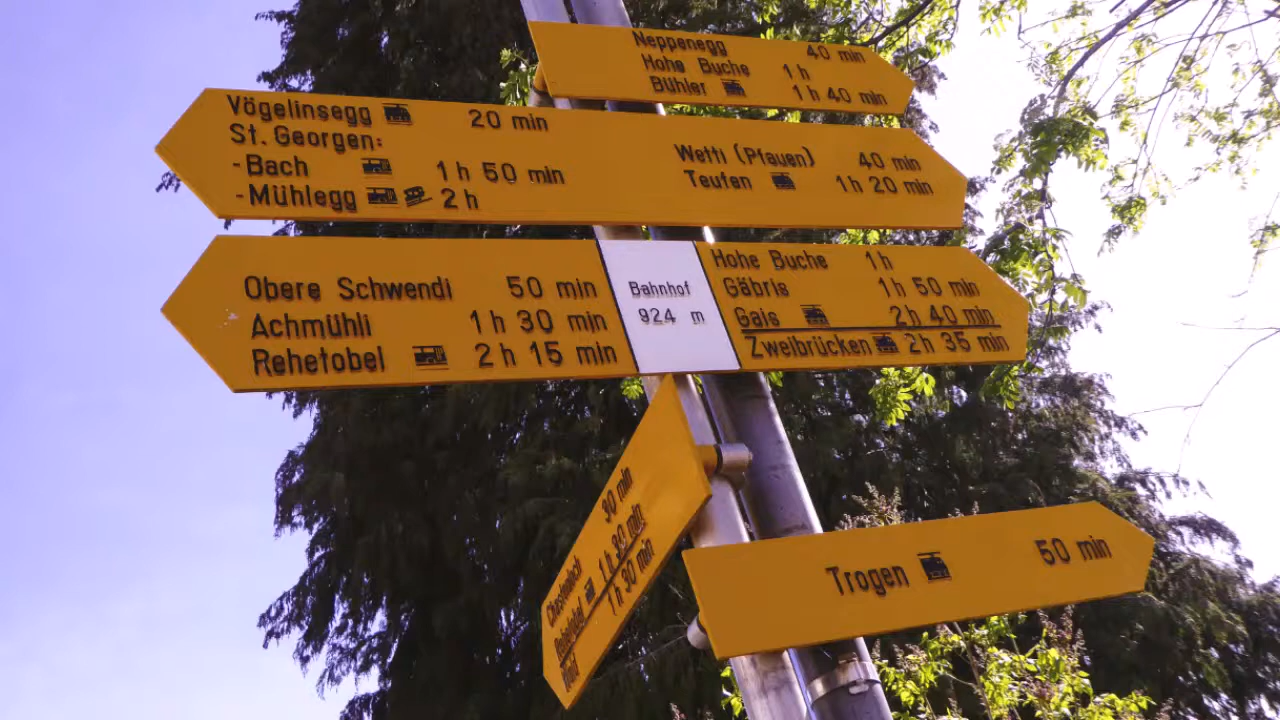 Neppenegg 40 min
Hohe Buche 1 h
Bühler 1 h 40 min
Vögelinsegg 20 min
St. Georgen:
- Bach 1 h 50 min
- Mühlegg 2 h
Wetti (Pfauen) 40 min
Teufen 1 h 20 min
Obere Schwendi 50 min
Achmühli 1 h 30 min
Rehetobel 2 h 15 min
Bahnhof
924 m
Hohe Buche 1 h
Gäbris 1 h 50 min
Gais 2 h 40 min
Zweibrücken 2 h 35 min
30 min
1 h 30 min
1 h 30 min
Trogen 50 min